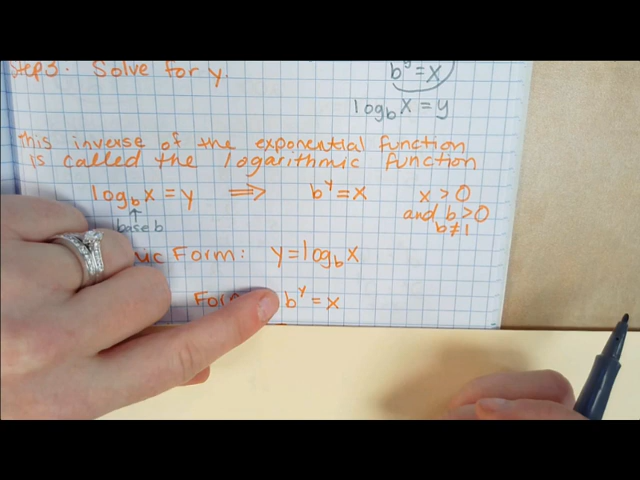 Step 3: Solve for y.
b^y = x
log_b x = y
This inverse of the exponential function
is called the logarithmic function
log_b x = y ⟹ b^y = x x > 0
and b > 0
b ≠ 1
↑
base b
Form: y = log_b x
b^y = x